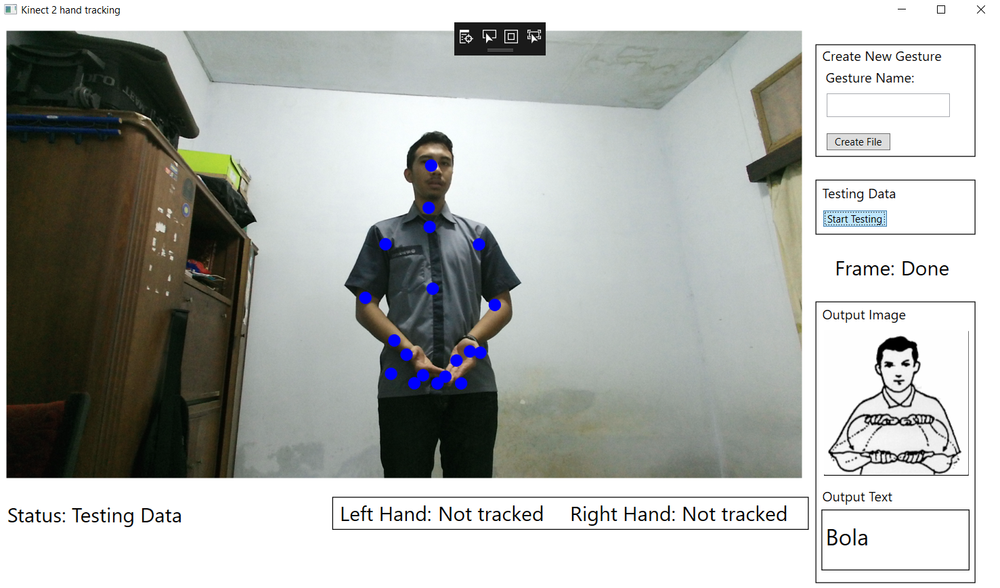 Kinect 2 hand tracking
Create New Gesture
Gesture Name:
Create File
Testing Data
Start Testing
Frame: Done
Output Image
Output Text
Bola
Status: Testing Data
Left Hand: Not tracked Right Hand: Not tracked